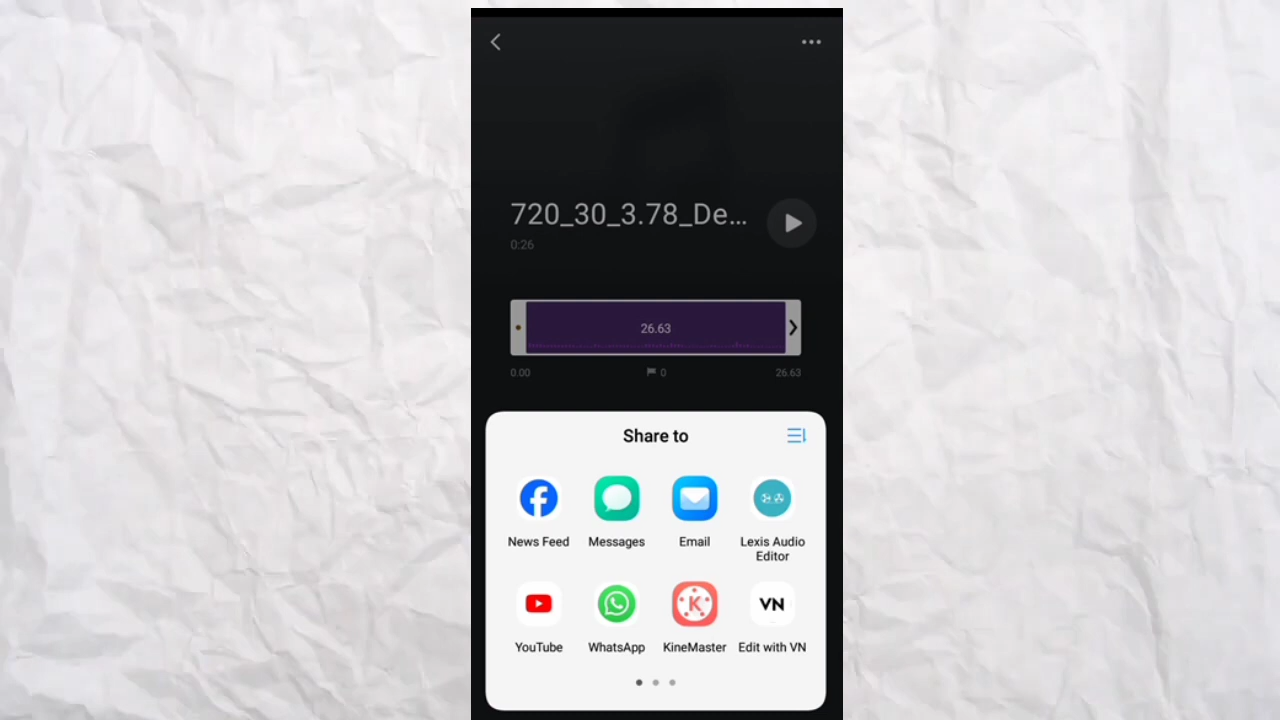 720_30_3.78_De...
0:26
26.63
0.00
0
26.63
Share to
News Feed
Messages
Email
Lexis Audio
Editor
VN
YouTube
WhatsApp
KineMaster
Edit with VN